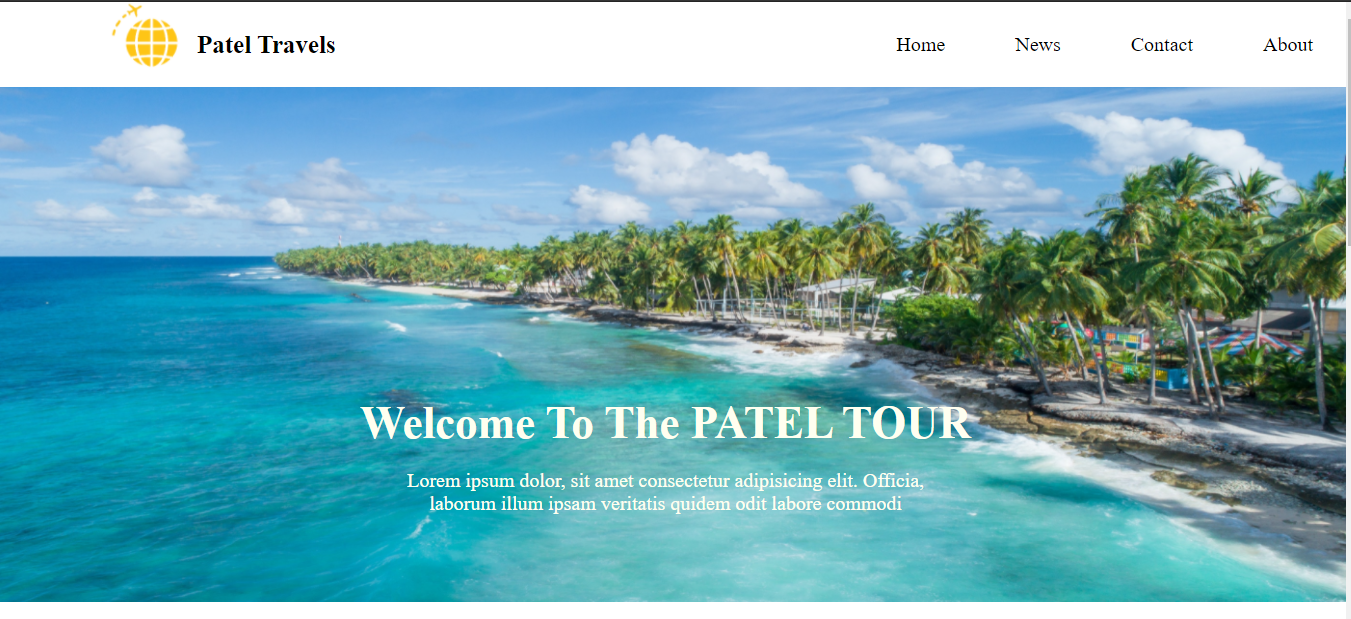 Patel Travels
Home News Contact About
Welcome To The PATEL TOUR
Lorem ipsum dolor, sit amet consectetur adipisicing elit. Officia,
laborum illum ipsam veritatis quidem odit labore commodi